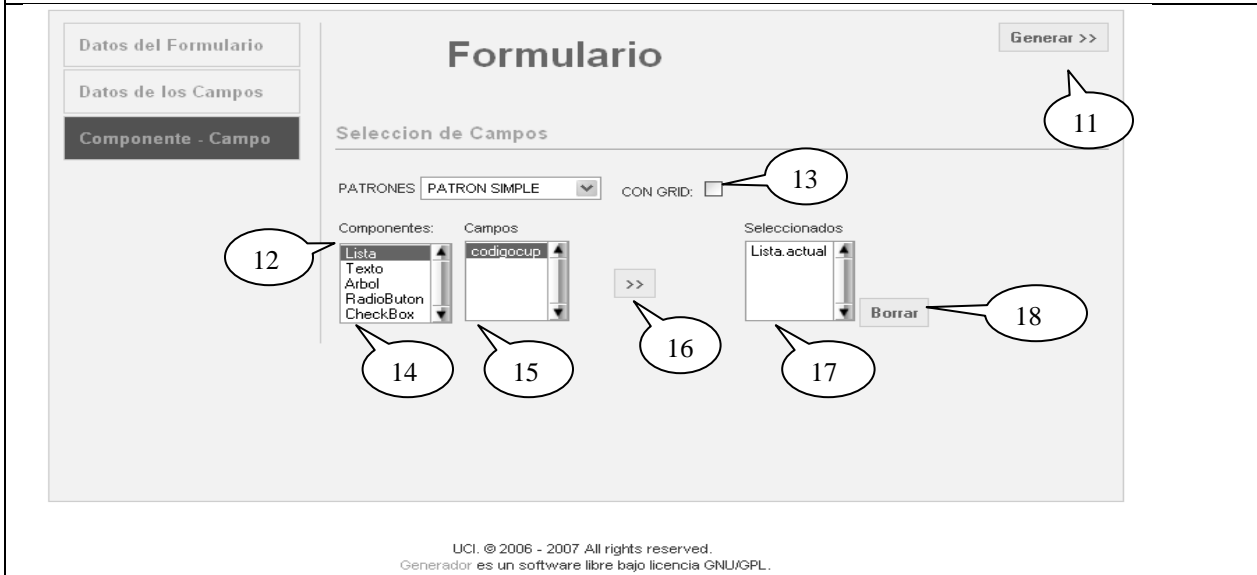 Datos del Formulario
Datos de los Campos
Componente - Campo
Formulario
Generar >>
11
Seleccion de Campos
PATRONES PATRON SIMPLE CON GRID:
13
Componentes: Campos Seleccionados
12
Lista
Texto
Arbol
RadioButon
CheckBox
codigocup
>>
Lista.actual
Borrar
18
14
15
16
17
UCI. @ 2006 - 2007 All rights reserved.
Generador es un software libre bajo licencia GNU/GPL.